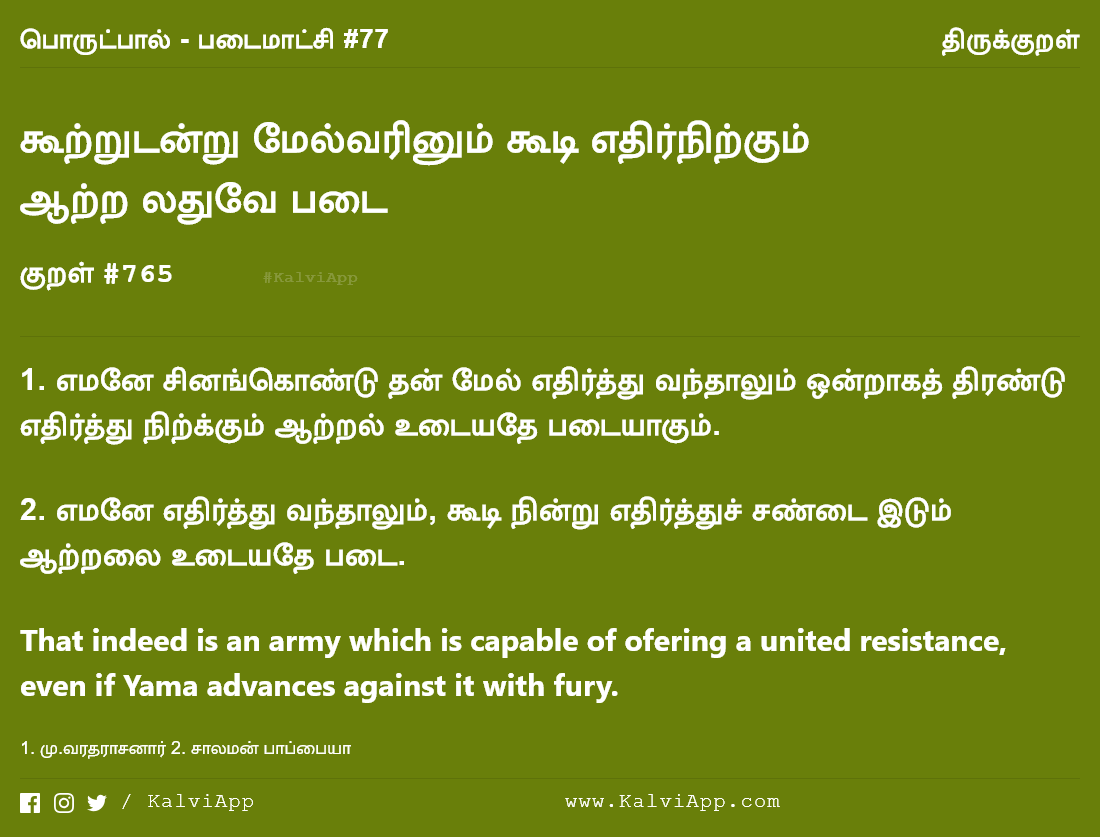 பொருட்பால் - படைமாட்சி #77
திருக்குறள்
கூற்றுடன்று மேல்வரினும் கூடி எதிர்நிற்கும்
ஆற்ற லதுவே படை
குறள் #765
#KalviApp
1. எமனே சினங்கொண்டு தன் மேல் எதிர்த்து வந்தாலும் ஒன்றாகத் திரண்டு
எதிர்த்து நிற்க்கும் ஆற்றல் உடையதே படையாகும்.
2. எமனே எதிர்த்து வந்தாலும், கூடி நின்று எதிர்த்துச் சண்டை இடும்
ஆற்றலை உடையதே படை.
That indeed is an army which is capable of ofering a united resistance,
even if Yama advances against it with fury.
1. மு.வரதராசனார் 2. சாலமன் பாப்பையா
/ KalviApp
www.KalviApp.com